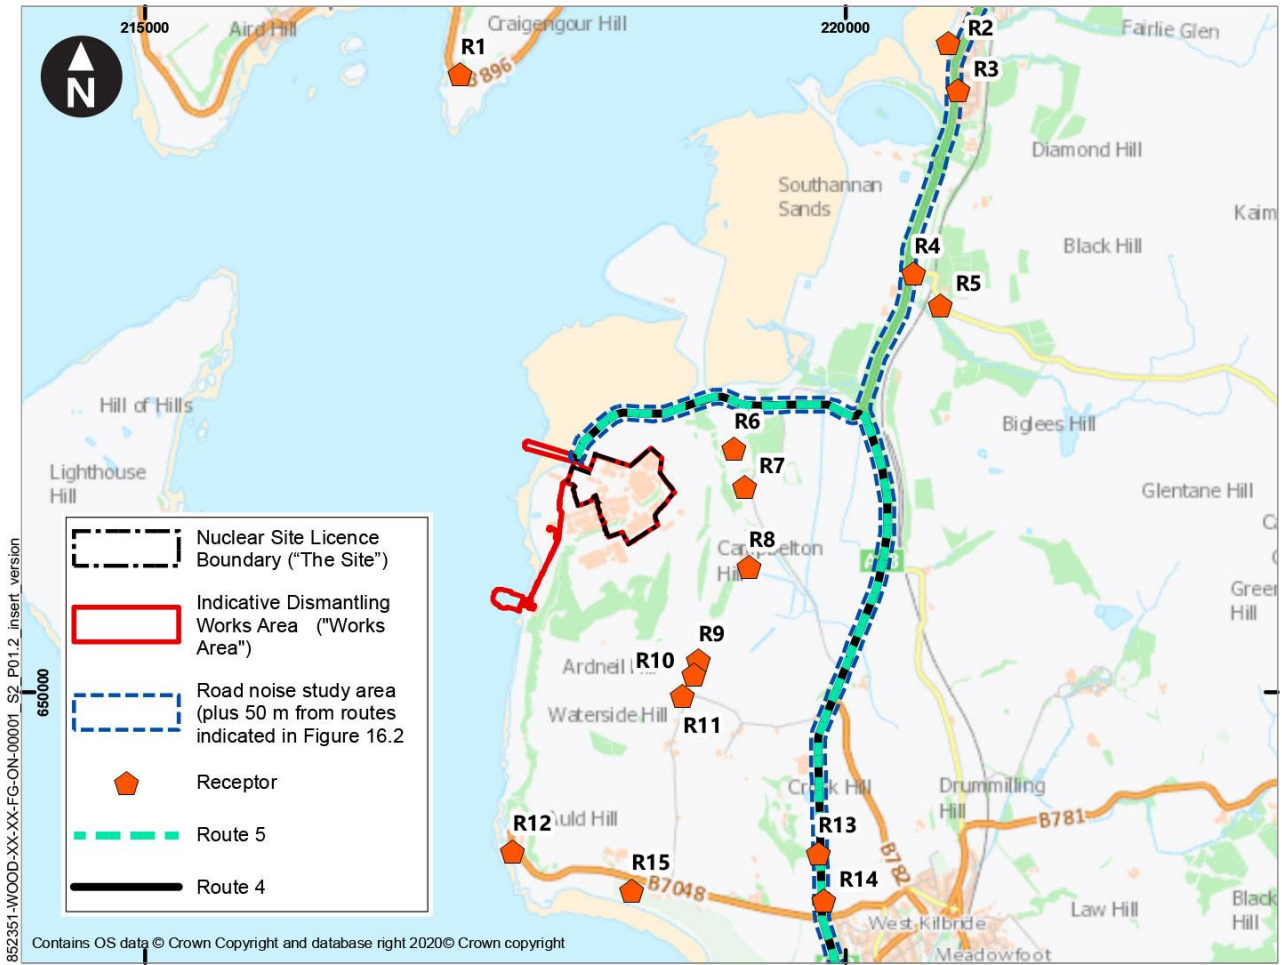 215000
220000
Aird Hill
Craigengour Hill
R1
896
R2
R3
Fairlie Glen
N
Diamond Hill
Southannan
Sands
Kaim
R4
Black Hill
R5
Hill of Hills
R6
Biglees Hill
Lighthouse
Hill
R7
Glentane Hill
R8
Hill
Green
Hill
R9
R10
Ardneil
R11
Waterside Hill
650000
Hill
Drummilling
Hill
R12
Auld Hill
R13
B781
R15
B7048
B782
R14
West Kilbride
Law Hill
Black
Hill
Meadowfoot
Nuclear Site Licence
Boundary (“The Site”)
Indicative Dismantling
Works Area ("Works
Area")
Road noise study area
(plus 50 m from routes
indicated in Figure 16.2
Receptor
Route 5
Route 4
Contains OS data © Crown Copyright and database right 2020© Crown copyright
852351-WOOD-XX-XX-FG-ON-00001_S2_P01.2_insert_version